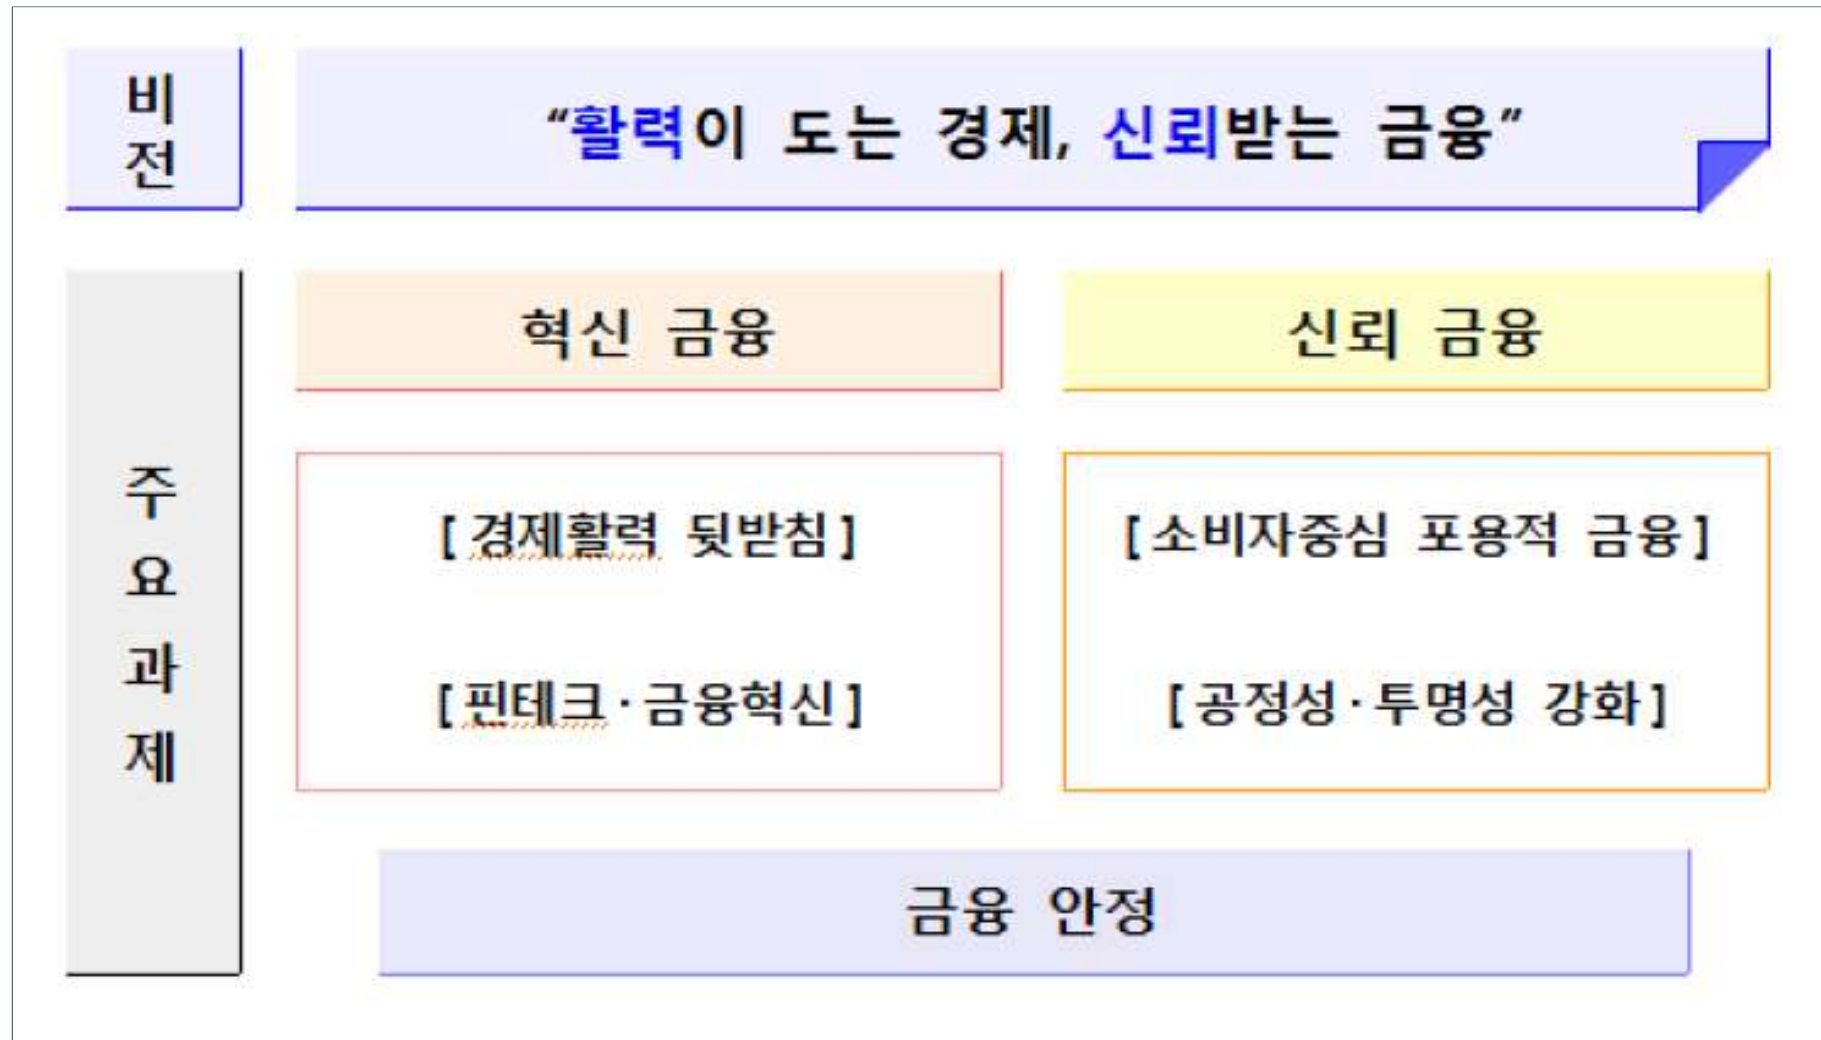 비
전
“활력이 도는 경제, 신뢰받는 금융”
주
요
과
제
혁신 금융
신뢰 금융
[경제활력 뒷받침]
[핀테크·금융혁신]
[소비자중심 포용적 금융]
[공정성·투명성 강화]
금융 안정